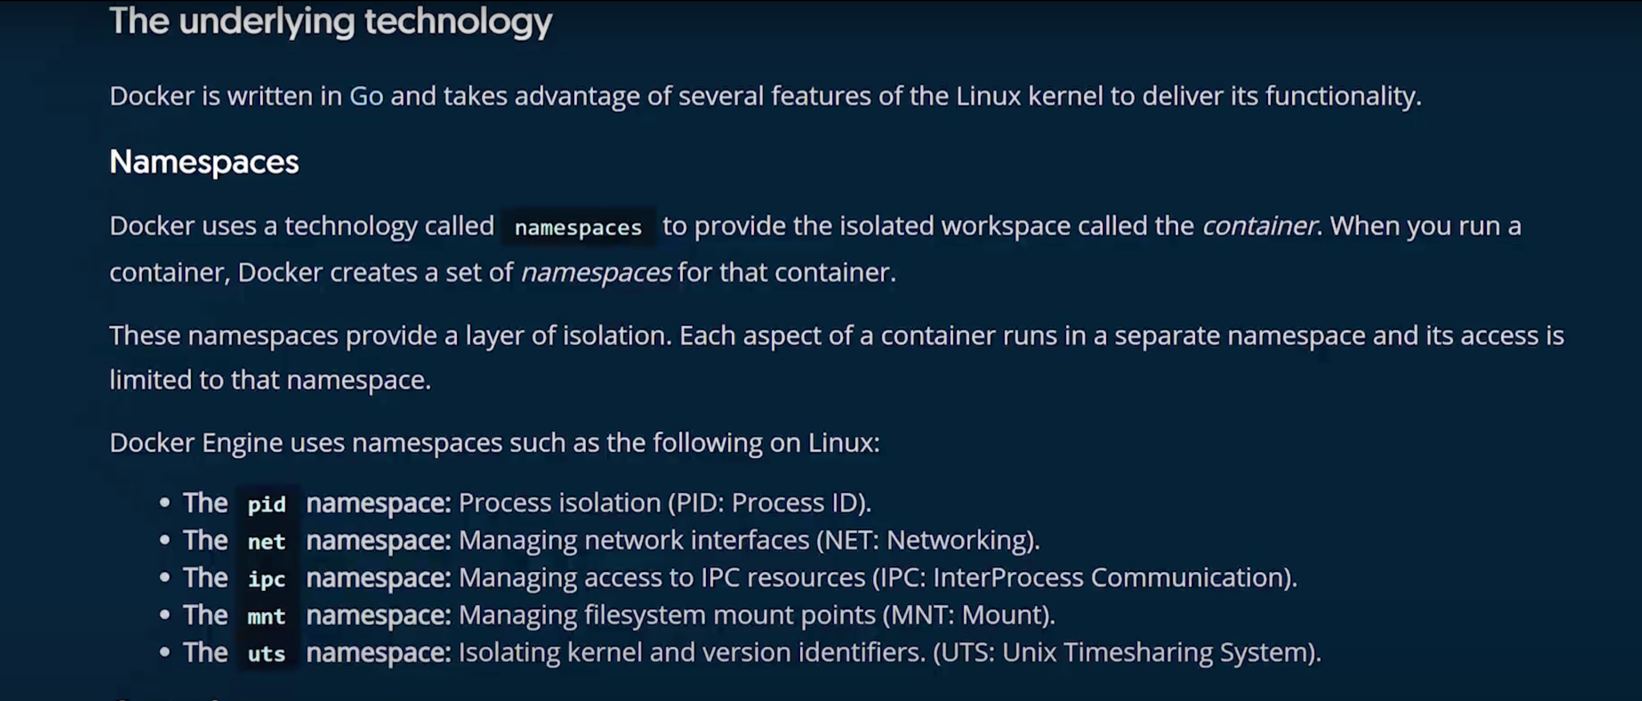 The underlying technology
Docker is written in Go and takes advantage of several features of the Linux kernel to deliver its functionality.
Namespaces
Docker uses a technology called namespaces to provide the isolated workspace called the container. When you run a
container, Docker creates a set of namespaces for that container.
These namespaces provide a layer of isolation. Each aspect of a container runs in a separate namespace and its access is
limited to that namespace.
Docker Engine uses namespaces such as the following on Linux:
• The pid namespace: Process isolation (PID: Process ID).
• The net namespace: Managing network interfaces (NET: Networking).
• The ipc namespace: Managing access to IPC resources (IPC: InterProcess Communication).
• The mnt namespace: Managing filesystem mount points (MNT: Mount).
• The uts namespace: Isolating kernel and version identifiers. (UTS: Unix Timesharing System).